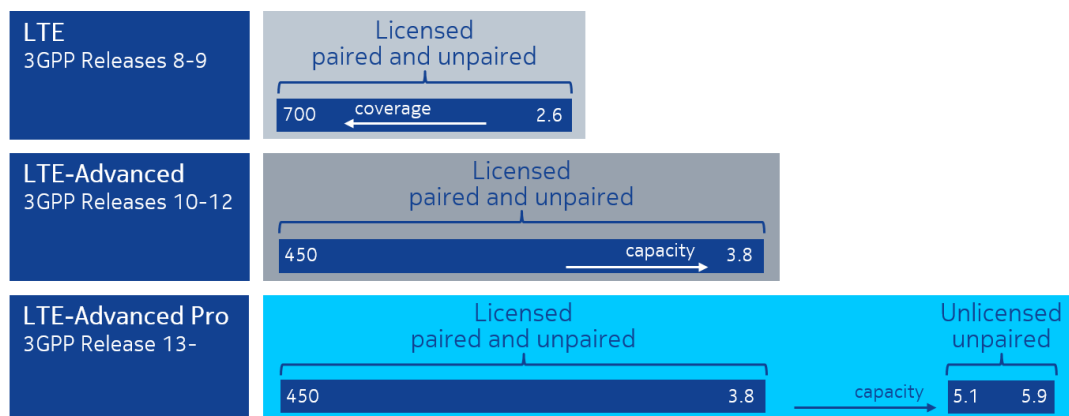 LTE
3GPP Releases 8-9
Licensed
paired and unpaired
700
coverage
2.6
LTE-Advanced
3GPP Releases 10-12
Licensed
paired and unpaired
450
capacity
3.8
LTE-Advanced Pro
3GPP Release 13-
Licensed
paired and unpaired
Unlicensed
unpaired
450
3.8
capacity
5.1
5.9